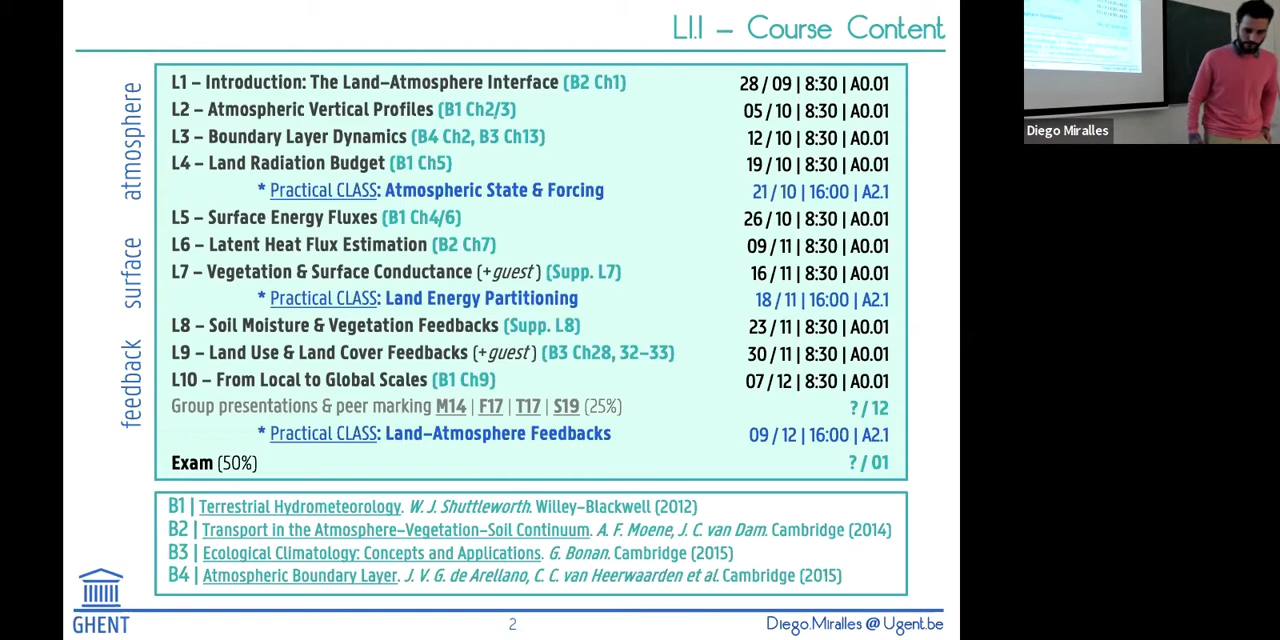 L1.1 – Course Content
atmosphere
surface
feedback
L1 – Introduction: The Land–Atmosphere Interface (B2 Ch1) 28 / 09 | 8:30 | A0.01
L2 – Atmospheric Vertical Profiles (B1 Ch2/3) 05 / 10 | 8:30 | A0.01
L3 – Boundary Layer Dynamics (B4 Ch2, B3 Ch13) 12 / 10 | 8:30 | A0.01
L4 – Land Radiation Budget (B1 Ch5) 19 / 10 | 8:30 | A0.01
* Practical CLASS: Atmospheric State & Forcing 21 / 10 | 16:00 | A2.1
L5 – Surface Energy Fluxes (B1 Ch4/6) 26 / 10 | 8:30 | A0.01
L6 – Latent Heat Flux Estimation (B2 Ch7) 09 / 11 | 8:30 | A0.01
L7 – Vegetation & Surface Conductance (+guest) (Supp. L7) 16 / 11 | 8:30 | A0.01
* Practical CLASS: Land Energy Partitioning 18 / 11 | 16:00 | A2.1
L8 – Soil Moisture & Vegetation Feedbacks (Supp. L8) 23 / 11 | 8:30 | A0.01
L9 – Land Use & Land Cover Feedbacks (+guest) (B3 Ch28, 32–33) 30 / 11 | 8:30 | A0.01
L10 – From Local to Global Scales (B1 Ch9) 07 / 12 | 8:30 | A0.01
Group presentations & peer marking M14 | F17 | T17 | S19 (25%) ? / 12
* Practical CLASS: Land–Atmosphere Feedbacks 09 / 12 | 16:00 | A2.1
Exam (50%) ? / 01
B1 | Terrestrial Hydrometeorology. W. J. Shuttleworth. Willey–Blackwell (2012)
B2 | Transport in the Atmosphere–Vegetation–Soil Continuum. A. F. Moene, J. C. van Dam. Cambridge (2014)
B3 | Ecological Climatology: Concepts and Applications. G. Bonan. Cambridge (2015)
B4 | Atmospheric Boundary Layer. J. V. G. de Arellano, C. C. van Heerwaarden et al. Cambridge (2015)
GHENT
2
Diego.Miralles @ Ugent.be
Diego Miralles